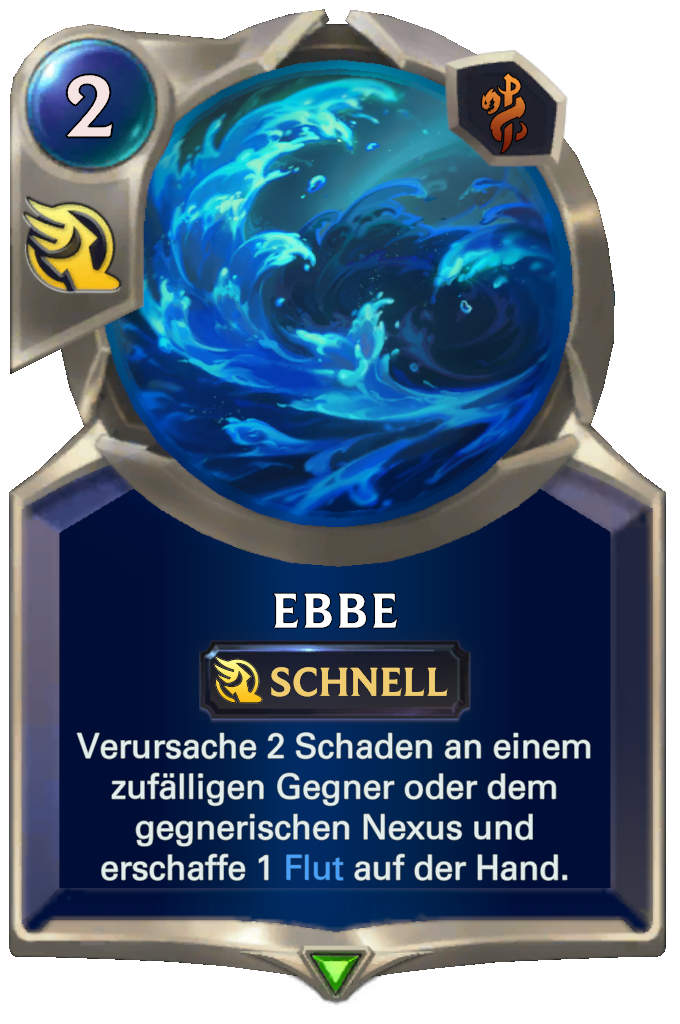 2
EBBE
SCHNELL
Verursache 2 Schaden an einem
zufälligen Gegner oder dem
gegnerischen Nexus und
erschaffe 1 Flut auf der Hand.